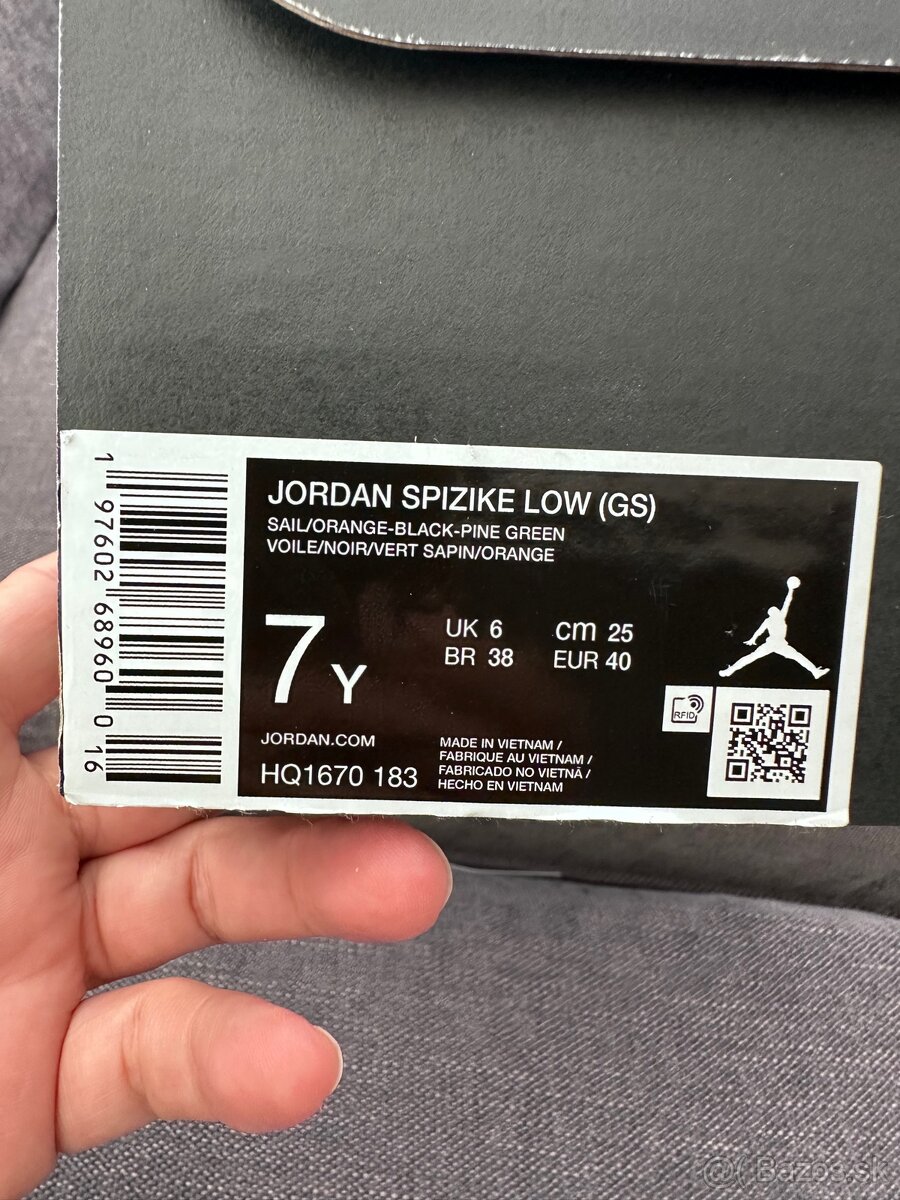 JORDAN SPIZIKE LOW (GS)
SAIL/ORANGE-BLACK-PINE GREEN
VOILE/NOIR/VERT SAPIN/ORANGE
7Y
UK 6 cm 25
BR 38 EUR 40
RFID
JORDAN.COM
HQ1670 183
MADE IN VIETNAM /
FABRIQUE AU VIETNAM /
FABRICADO NO VIETNÃ /
HECHO EN VIETNAM
1 97602 68960 0 16
@( Bazos.sk